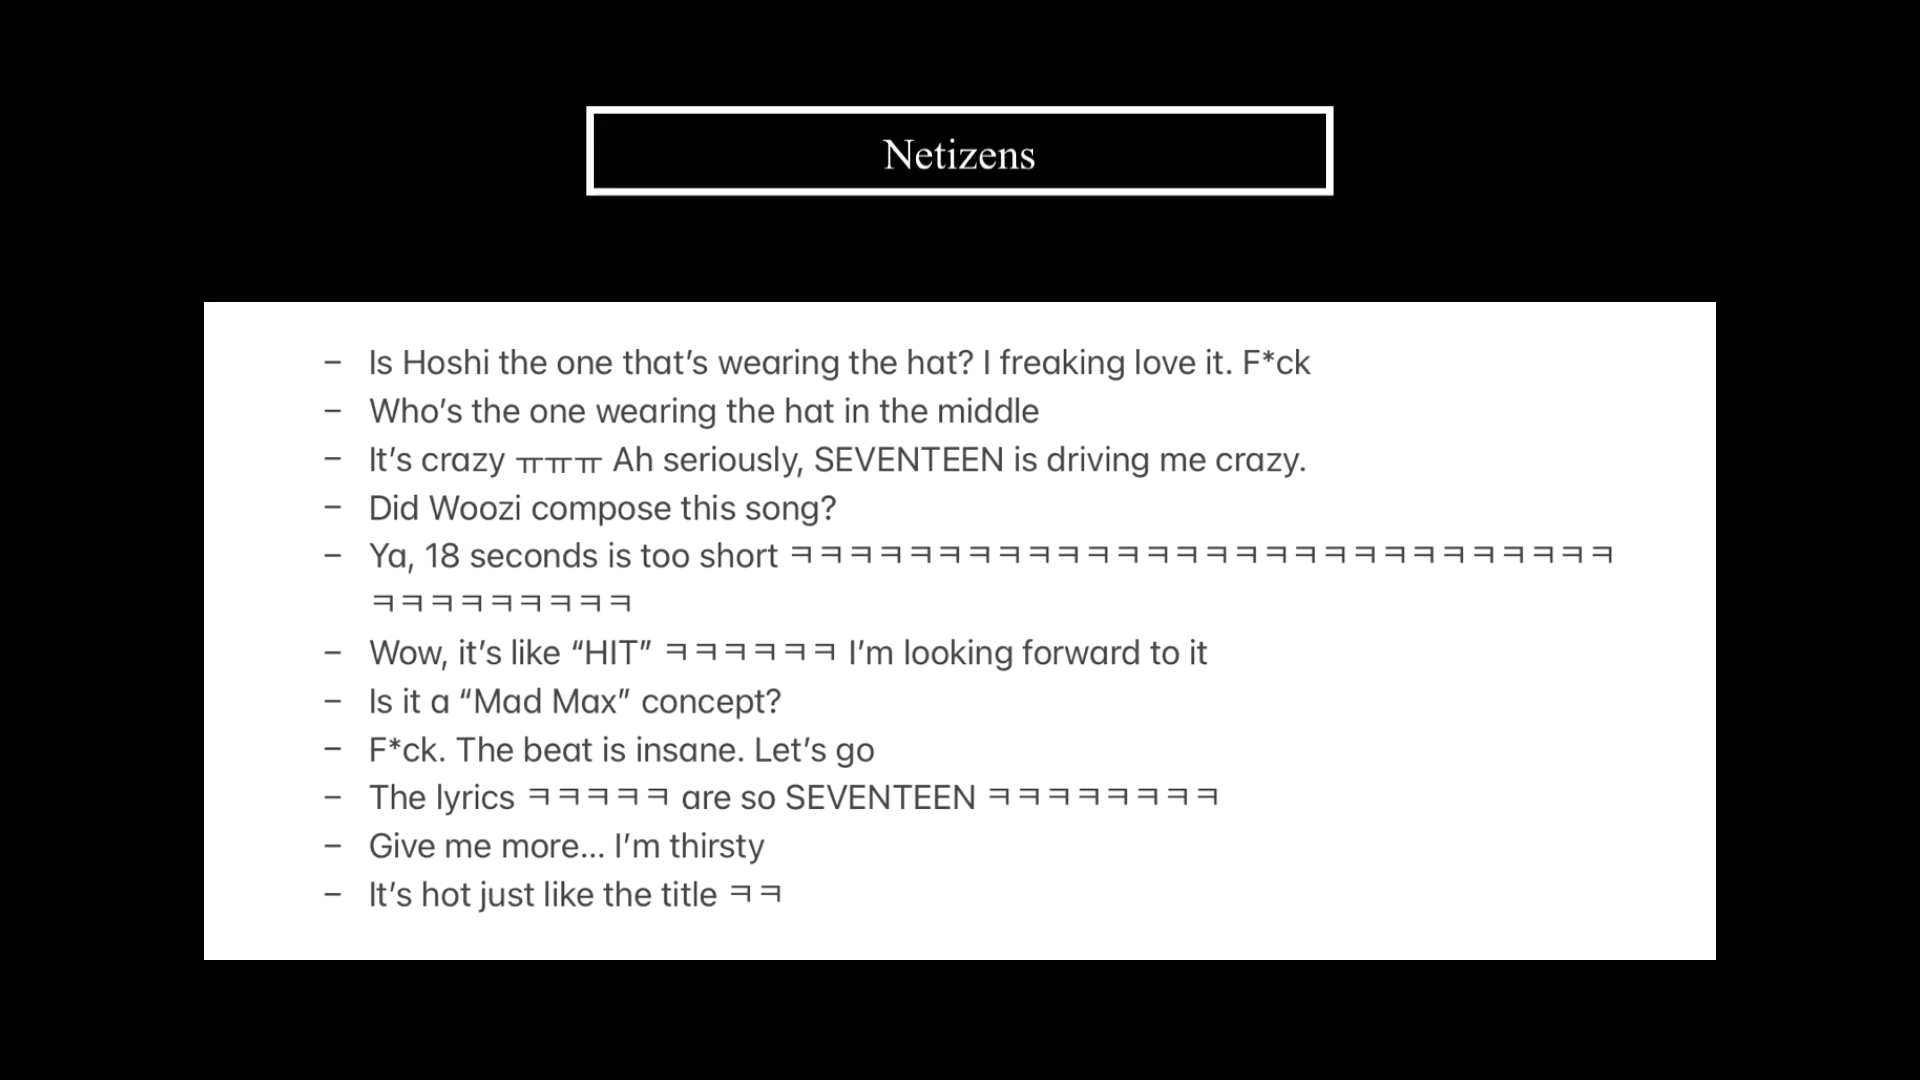 Netizens
– Is Hoshi the one that’s wearing the hat? I freaking love it. F*ck
– Who’s the one wearing the hat in the middle
– It’s crazy ㅠㅠㅠ Ah seriously, SEVENTEEN is driving me crazy.
– Did Woozi compose this song?
– Ya, 18 seconds is too short ㅋㅋㅋㅋㅋㅋㅋㅋㅋㅋㅋㅋㅋㅋㅋㅋㅋㅋㅋㅋㅋㅋㅋㅋㅋㅋㅋㅋ
ㅋㅋㅋㅋㅋㅋㅋㅋㅋ
– Wow, it’s like “HIT” ㅋㅋㅋㅋㅋㅋ I’m looking forward to it
– Is it a “Mad Max” concept?
– F*ck. The beat is insane. Let’s go
– The lyrics ㅋㅋㅋㅋㅋ are so SEVENTEEN ㅋㅋㅋㅋㅋㅋㅋㅋ
– Give me more… I’m thirsty
– It’s hot just like the title ㅋㅋ